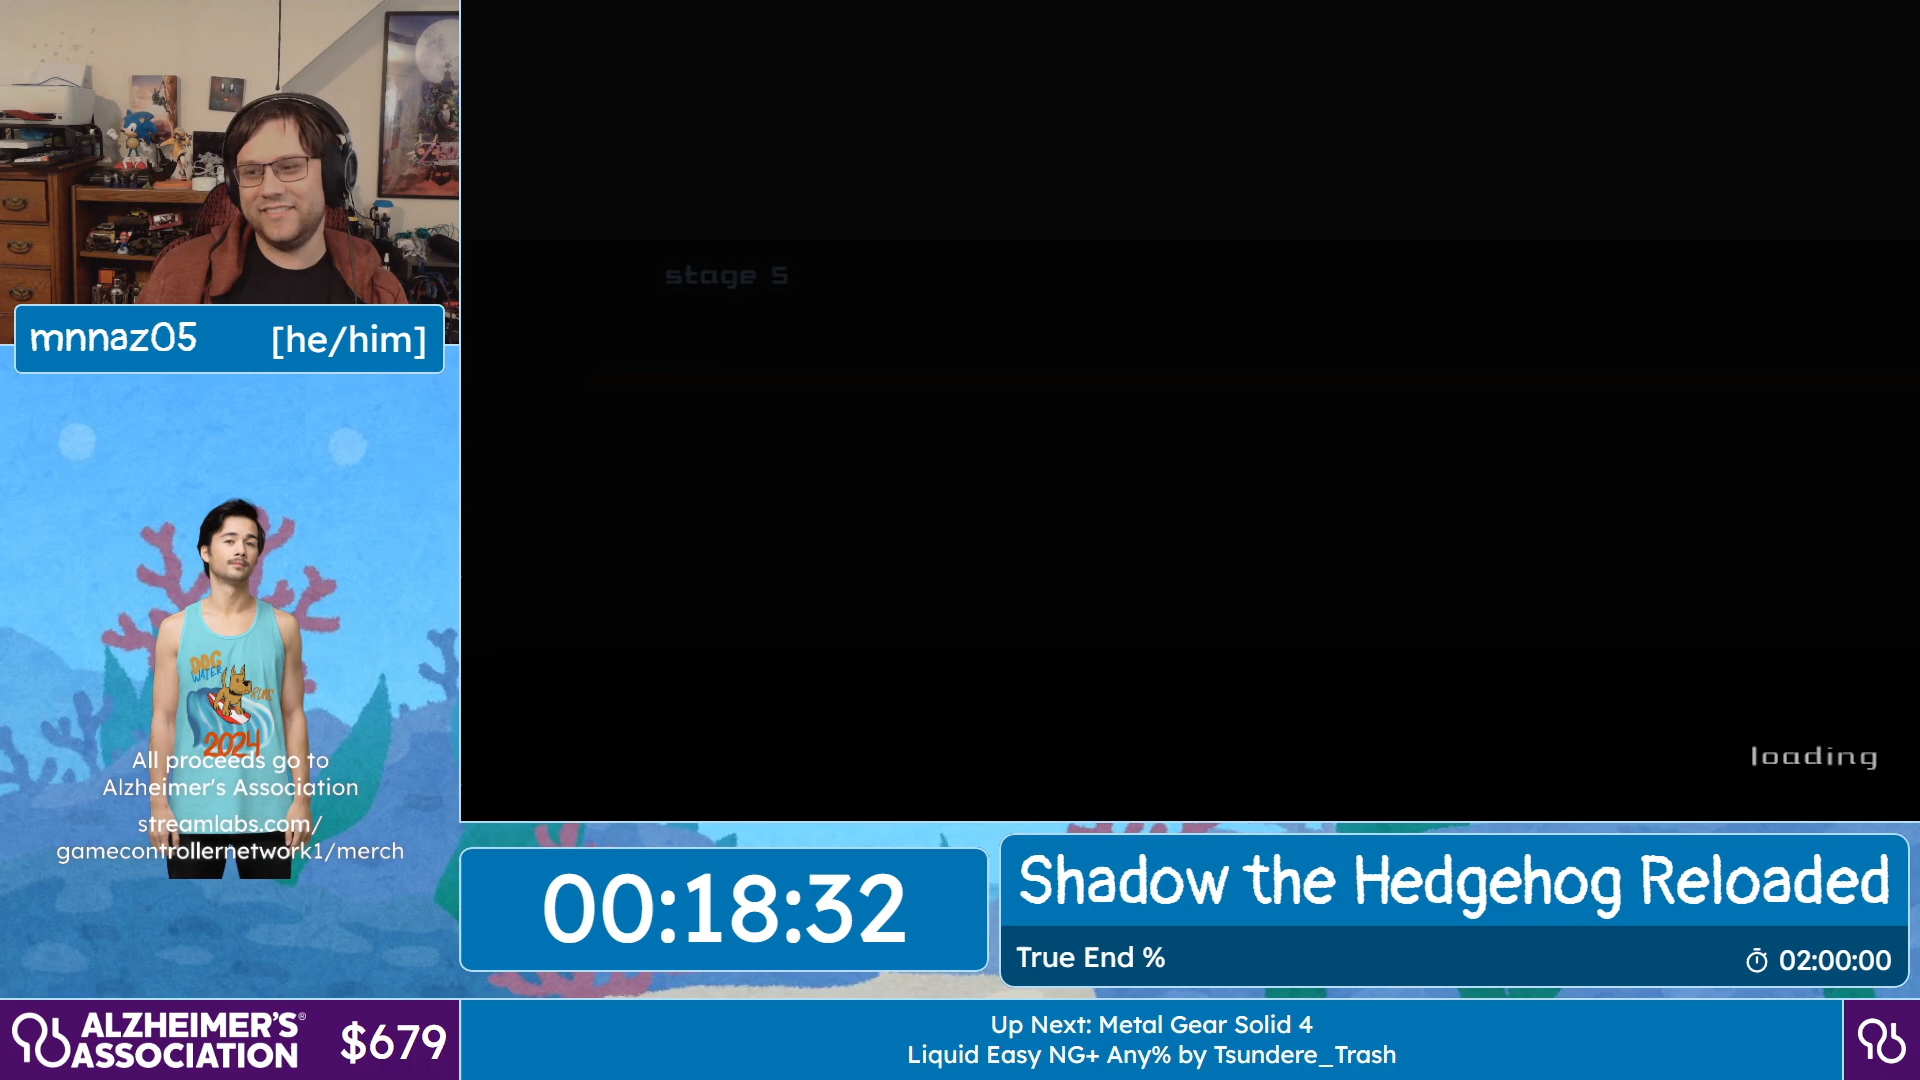 stage 5
loading
mnnaz05 [he/him]
DOG
WATER
RUNS
2024
All proceeds go to
Alzheimer's Association
streamlabs.com/
gamecontrollernetwork1/merch
00:18:32
Shadow the Hedgehog Reloaded
True End % 02:00:00
ALZHEIMER'S®
ASSOCIATION
$679
Up Next: Metal Gear Solid 4
Liquid Easy NG+ Any% by Tsundere_Trash